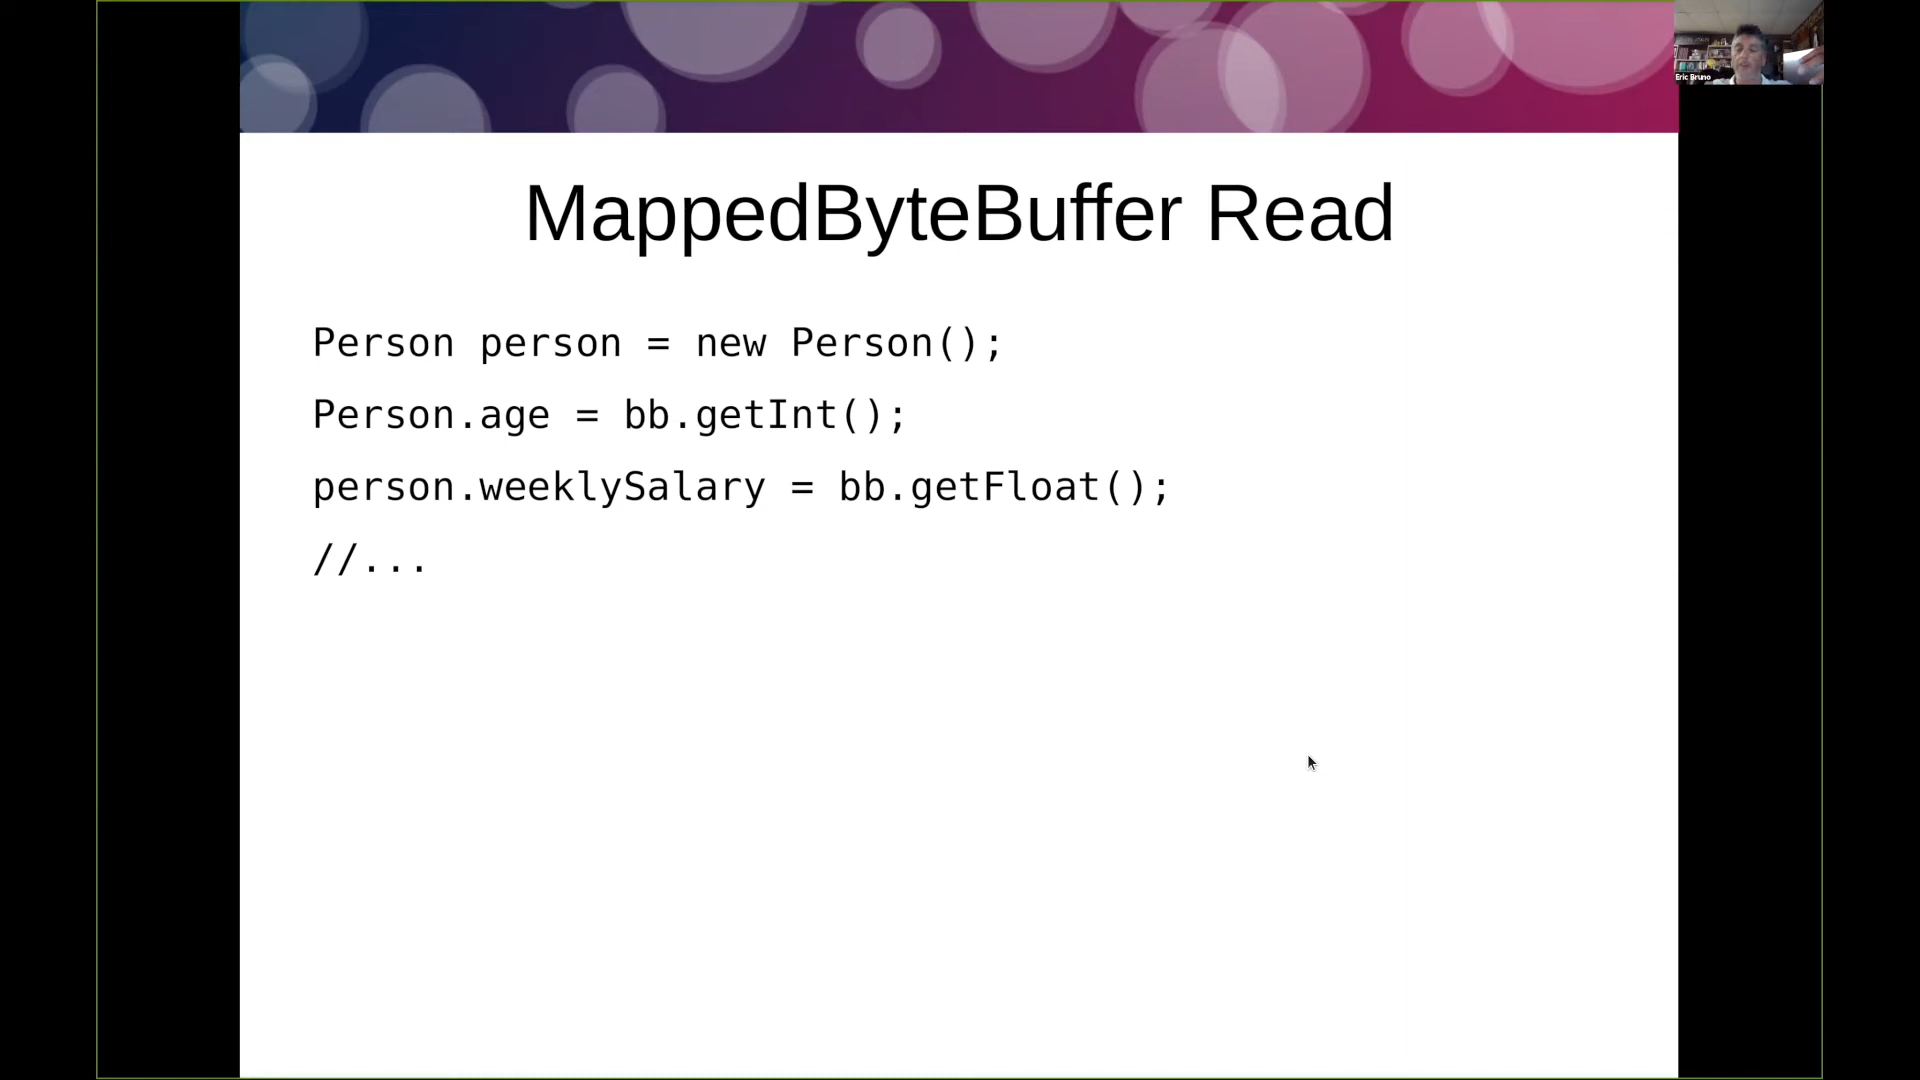 MappedByteBuffer Read
Person person = new Person();
Person.age = bb.getInt();
person.weeklySalary = bb.getFloat();
//...
Eric Bruno